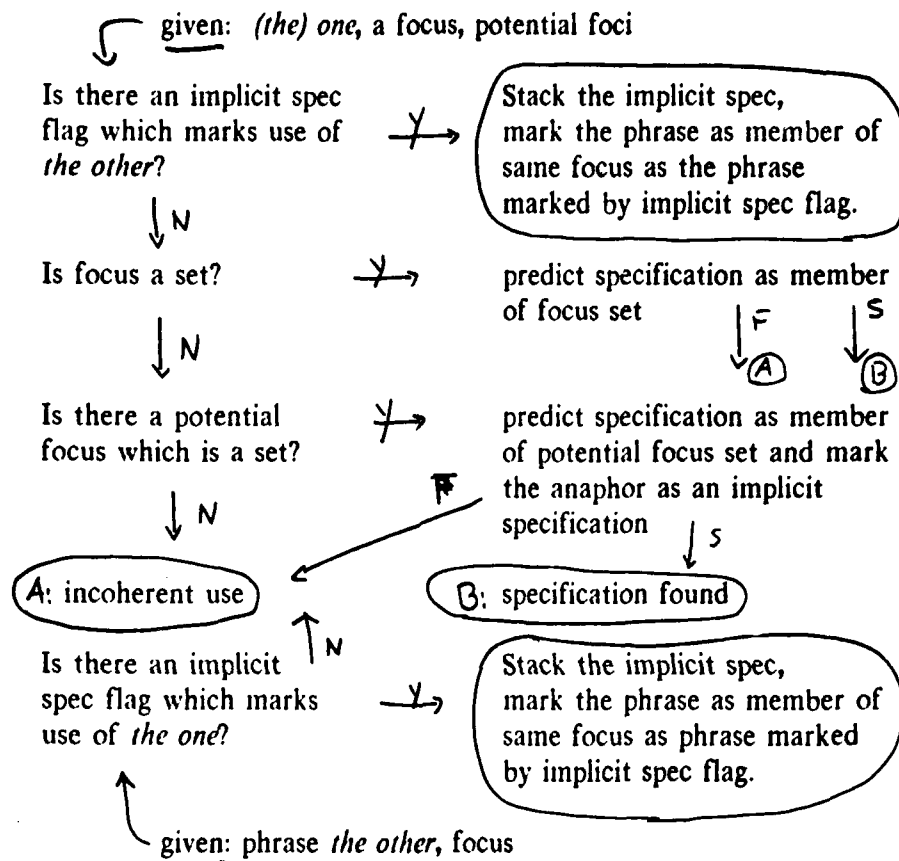 given: (the) one, a focus, potential foci
Is there an implicit spec
flag which marks use of
the other?
Y
Stack the implicit spec,
mark the phrase as member of
same focus as the phrase
marked by implicit spec flag.
N
Is focus a set?
Y
predict specification as member
of focus set
F
S
A
B
N
Is there a potential
focus which is a set?
Y
predict specification as member
of potential focus set and mark
the anaphor as an implicit
specification
F
S
N
A: incoherent use
B: specification found
N
Is there an implicit
spec flag which marks
use of the one?
Y
Stack the implicit spec,
mark the phrase as member of
same focus as phrase marked
by implicit spec flag.
given: phrase the other, focus